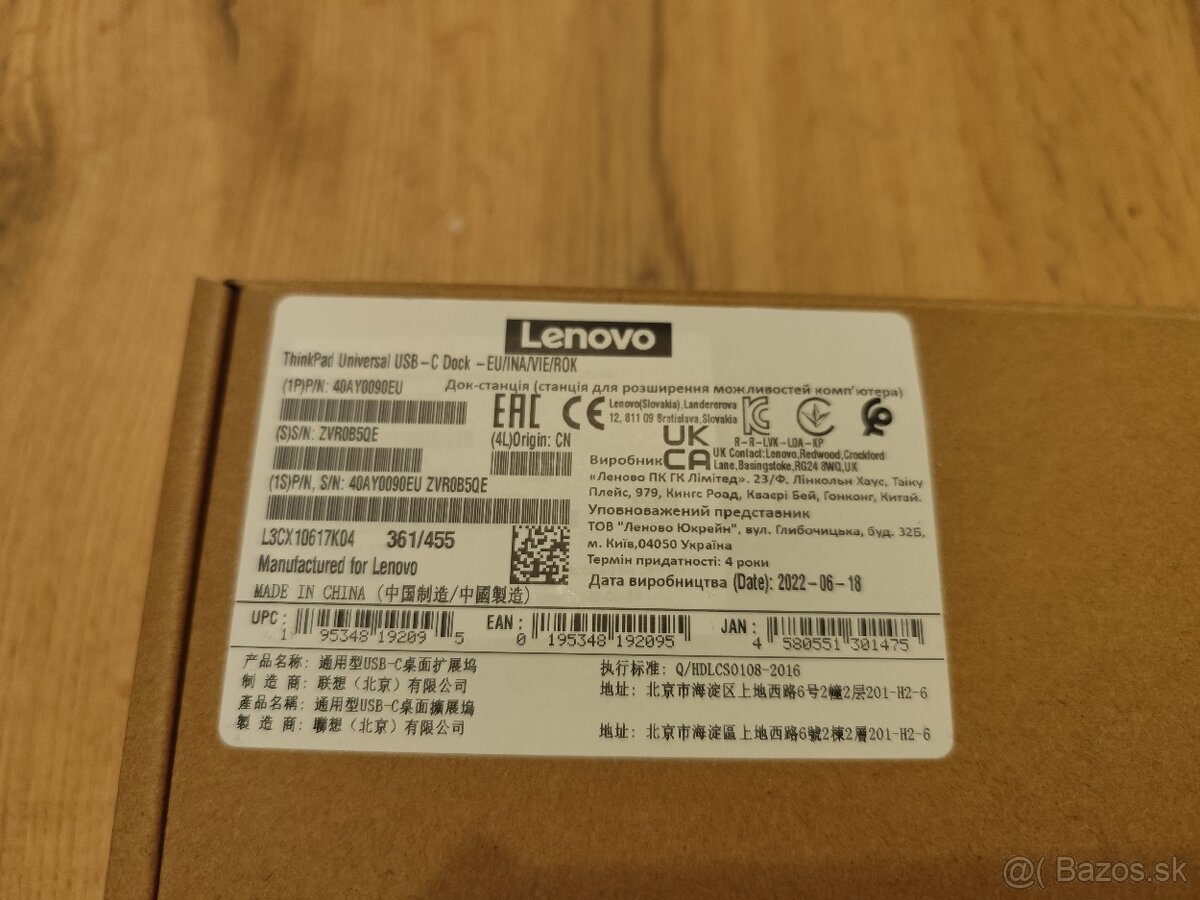 Lenovo
ThinkPad Universal USB-C Dock -EU/INA/VIE/ROK
(1P)P/N: 40AY0090EU
Док-станція (станція для розширення можливостей комп'ютера)
EAC CE
Lenovo(Slovakia),Landererova
12, 811 09 Bratislava,Slovakia
(S)S/N: ZVR0B5QE
(4L)Origin: CN
R-R-LVK-LDA-KP
UK
CA
UK Contact:Lenovo,Redwood,Crockford
Lane,Basingstoke,RG24 8WQ,UK
Виробник
«Леново ПК ГК Лімітед». 23/Ф. Лінкольн Хаус, Таіку
Плейс, 979, Кингс Роад, Кваєрі Бей, Гонконг, Китай.
(1S)P/N, S/N: 40AY0090EU ZVR0B5QE
Уповноважений представник
ТОВ "Леново Юкрейн", вул. Глибочицька, буд. 32Б,
м. Київ,04050 Україна
Термін придатності: 4 роки
Дата виробництва (Date): 2022-06-18
L3CX10617K04 361/455
Manufactured for Lenovo
MADE IN CHINA (中国制造/中國製造)
UPC: 1 95348 19209 5
EAN: 0 195348 192095
JAN: 4 580551 301475
产品名称: 通用型USB-C桌面扩展坞
执行标准: Q/HDLCS0108-2016
制 造 商: 联想（北京）有限公司
地址: 北京市海淀区上地西路6号2幢2层201-H2-6
產品名稱: 通用型USB-C桌面擴展塢
製 造 商: 聯想（北京）有限公司
地址: 北京市海淀區上地西路6號2棟2層201-H2-6
@( Bazos.sk